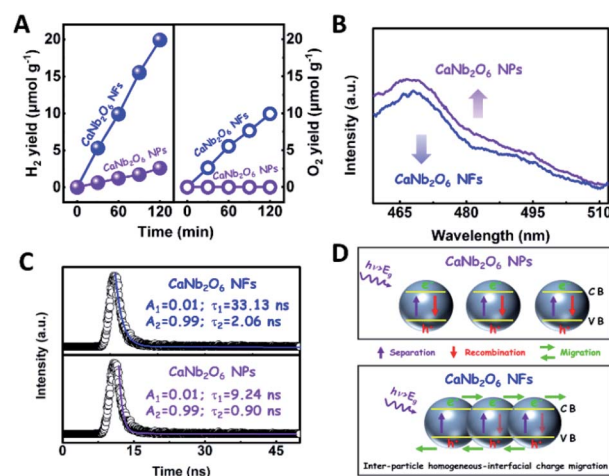 A
H₂ yield (μmol g⁻¹)
20
15
10
5
0
CaNb₂O₆ NFs
CaNb₂O₆ NPs
0 60 120
CaNb₂O₆ NFs
CaNb₂O₆ NPs
0 60 120
20
15
10
5
0
O₂ yield (μmol g⁻¹)
Time (min)
B
Intensity (a.u.)
CaNb₂O₆ NPs
CaNb₂O₆ NFs
465 480 495 510
Wavelength (nm)
C
Intensity (a.u.)
CaNb₂O₆ NFs
A₁=0.01; τ₁=33.13 ns
A₂=0.99; τ₂=2.06 ns
CaNb₂O₆ NPs
A₁=0.01; τ₁=9.24 ns
A₂=0.99; τ₂=0.90 ns
0 15 30 45
Time (ns)
D
CaNb₂O₆ NPs
hν>Eg
e e e
CB
VB
h h h
Separation Recombination Migration
CaNb₂O₆ NFs
hν>Eg
e e e
CB
VB
h h h
Inter-particle homogeneous-interfacial charge migration